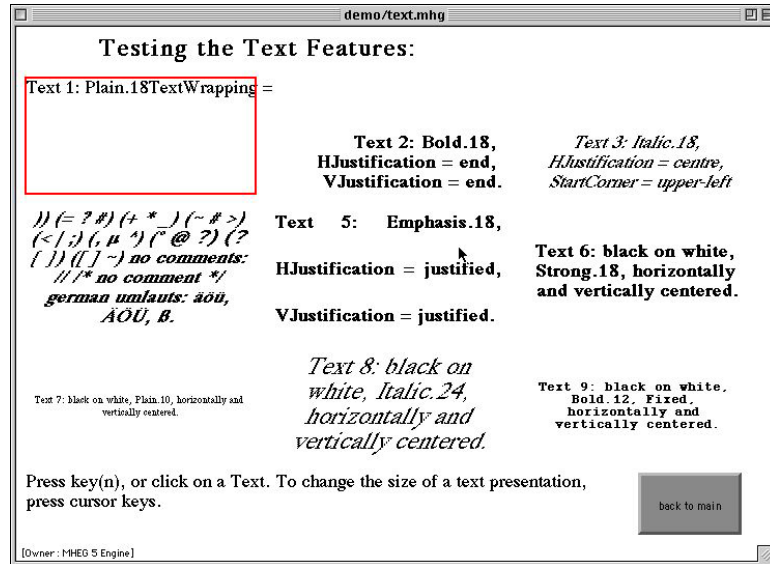 demo/text.mhg
Testing the Text Features:
Text 1: Plain.18TextWrapping =
Text 2: Bold.18,
HJustification = end,
VJustification = end.
Text 3: Italic.18,
HJustification = centre,
StartCorner = upper-left
)) (= ? #) (+ * _) (~ # >)
(< | ;) (, µ ^) (° @ ?) (?
{ }) ([ ] ~) no comments:
// /* no comment */
german umlauts: äöü,
ÄÖÜ, ß.
Text 5: Emphasis.18,
HJustification = justified,
VJustification = justified.
Text 6: black on white,
Strong.18, horizontally
and vertically centered.
Text 7: black on white, Plain.10, horizontally and
vertically centered.
Text 8: black on
white, Italic.24,
horizontally and
vertically centered.
Text 9: black on white,
Bold.12, Fixed,
horizontally and
vertically centered.
Press key(n), or click on a Text. To change the size of a text presentation,
press cursor keys.
back to main
[Owner : MHEG 5 Engine]